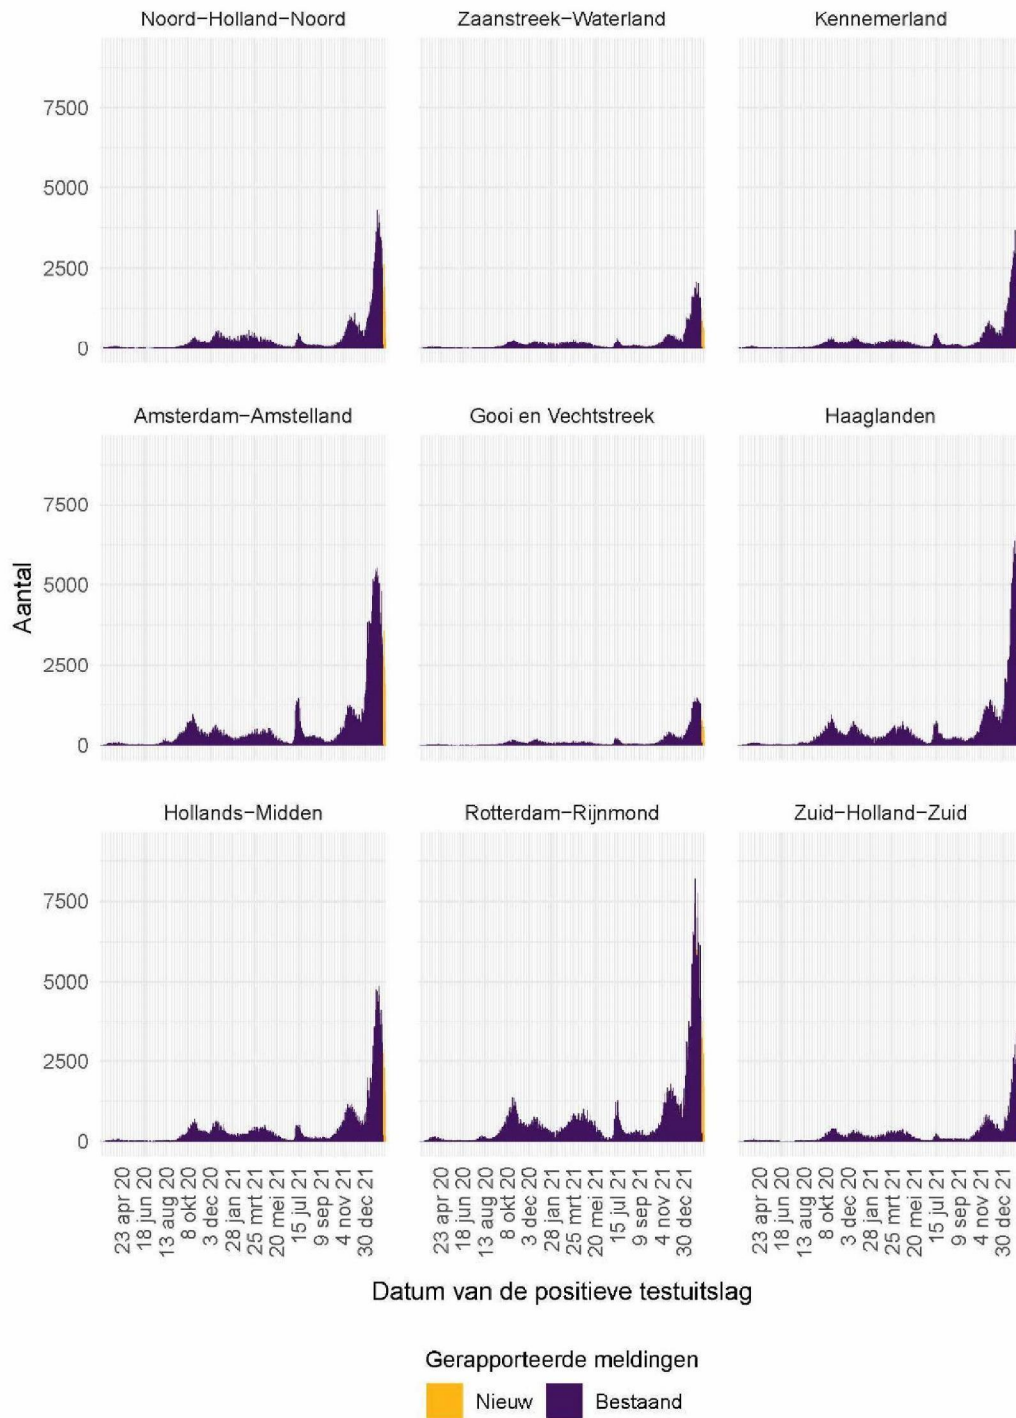 Noord-Holland-Noord
Zaanstreek-Waterland
Kennemerland
7500
5000
2500
0
Amsterdam-Amstelland
Gooi en Vechtstreek
Haaglanden
7500
5000
2500
0
Aantal
Hollands-Midden
Rotterdam-Rijnmond
Zuid-Holland-Zuid
7500
5000
2500
0
23 apr 20
18 jun 20
13 aug 20
8 okt 20
3 dec 20
28 jan 21
25 mrt 21
20 mei 21
15 jul 21
9 sep 21
4 nov 21
30 dec 21
23 apr 20
18 jun 20
13 aug 20
8 okt 20
3 dec 20
28 jan 21
25 mrt 21
20 mei 21
15 jul 21
9 sep 21
4 nov 21
30 dec 21
23 apr 20
18 jun 20
13 aug 20
8 okt 20
3 dec 20
28 jan 21
25 mrt 21
20 mei 21
15 jul 21
9 sep 21
4 nov 21
30 dec 21
Datum van de positieve testuitslag
Gerapporteerde meldingen
Nieuw
Bestaand